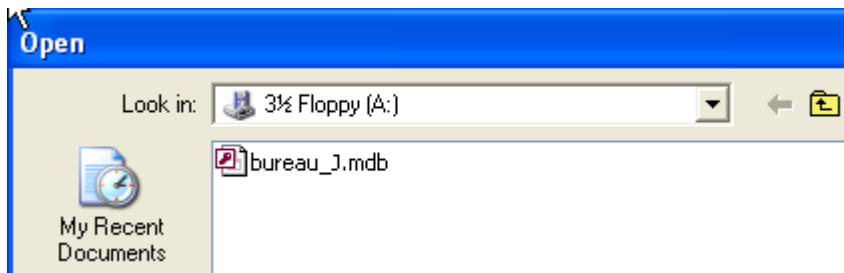 Open
Look in: 3½ Floppy (A:)
bureau_J.mdb
My Recent
Documents